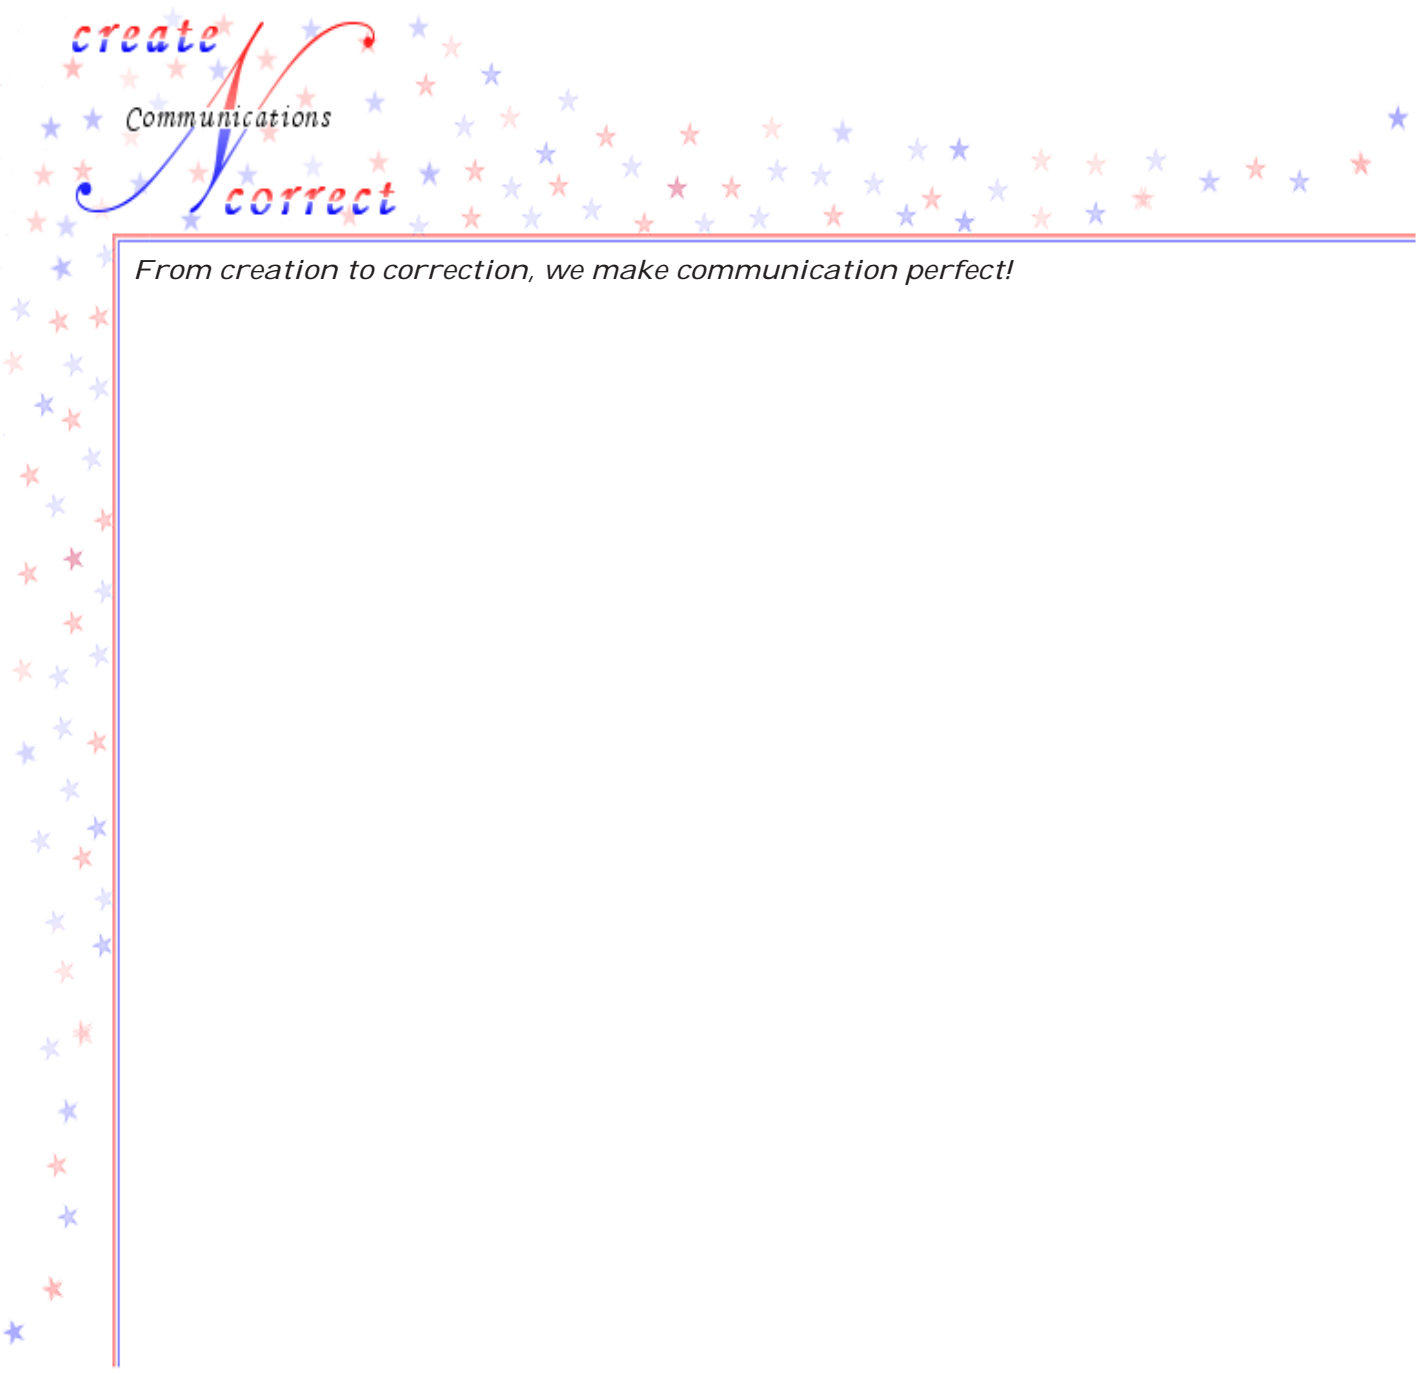 create
N
Communications
correct
From creation to correction, we make communication perfect!